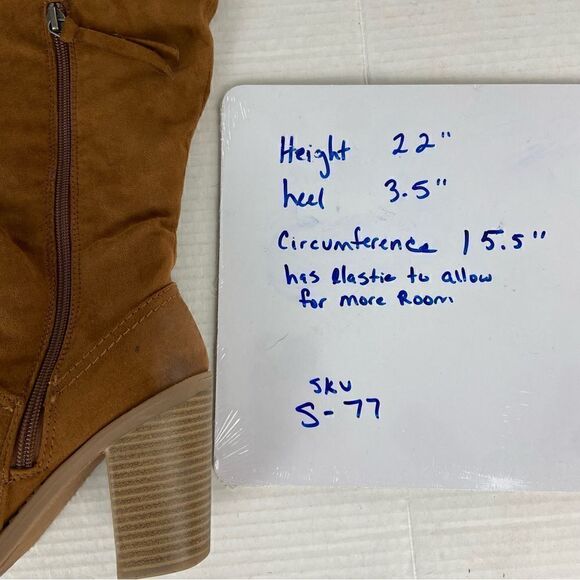 Height 22"
heel 3.5"
Circumference 15.5"
has Elastic to allow
for more Room
SKU
S-77